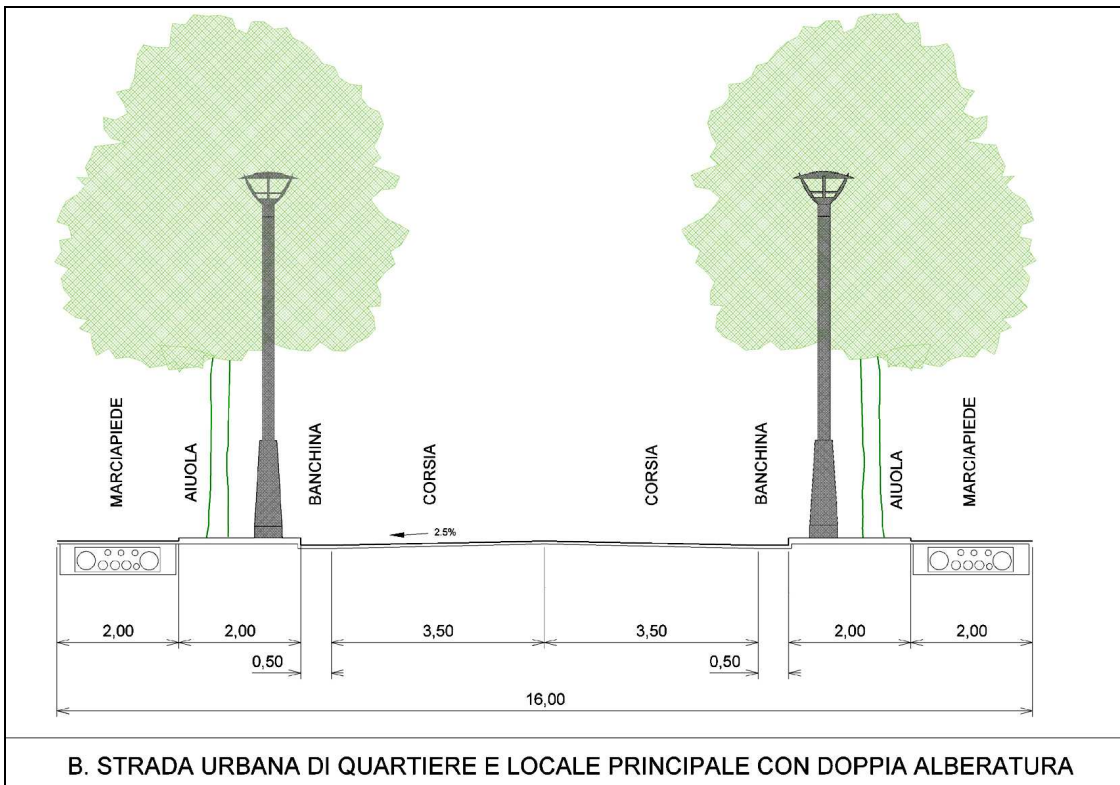 MARCIAPIEDE
AIUOLA
BANCHINA
CORSIA
CORSIA
BANCHINA
AIUOLA
MARCIAPIEDE
2.5%
2,00
2,00
3,50
3,50
2,00
2,00
0,50
0,50
16,00
B. STRADA URBANA DI QUARTIERE E LOCALE PRINCIPALE CON DOPPIA ALBERATURA